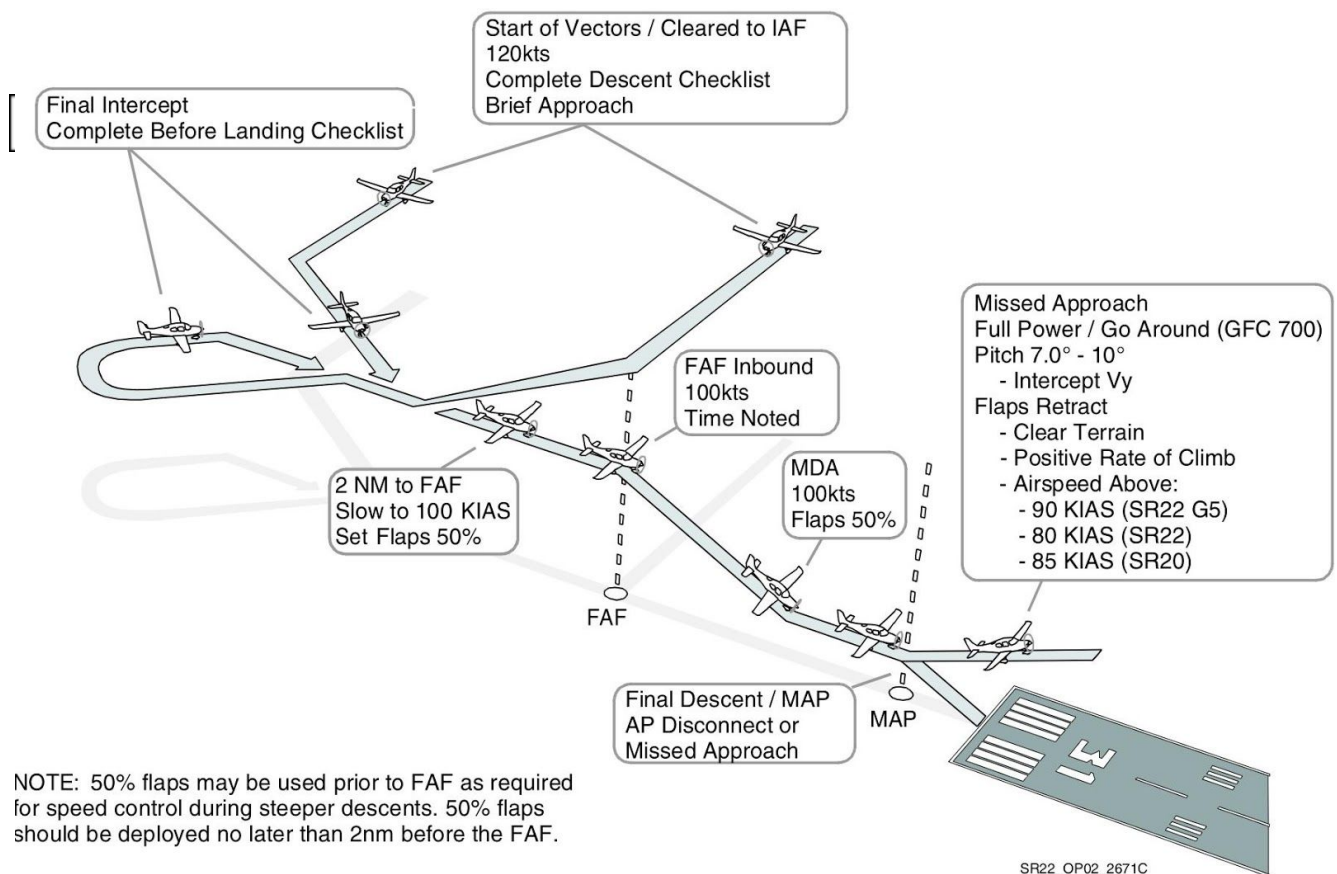 Start of Vectors / Cleared to IAF
120kts
Complete Descent Checklist
Brief Approach
Final Intercept
Complete Before Landing Checklist
Missed Approach
Full Power / Go Around (GFC 700)
Pitch 7.0° - 10°
- Intercept Vy
Flaps Retract
- Clear Terrain
- Positive Rate of Climb
- Airspeed Above:
- 90 KIAS (SR22 G5)
- 80 KIAS (SR22)
- 85 KIAS (SR20)
FAF Inbound
100kts
Time Noted
MDA
100kts
Flaps 50%
2 NM to FAF
Slow to 100 KIAS
Set Flaps 50%
FAF
Final Descent / MAP
AP Disconnect or
Missed Approach
MAP
31
NOTE: 50% flaps may be used prior to FAF as required
for speed control during steeper descents. 50% flaps
should be deployed no later than 2nm before the FAF.
SR22_OP02_2671C